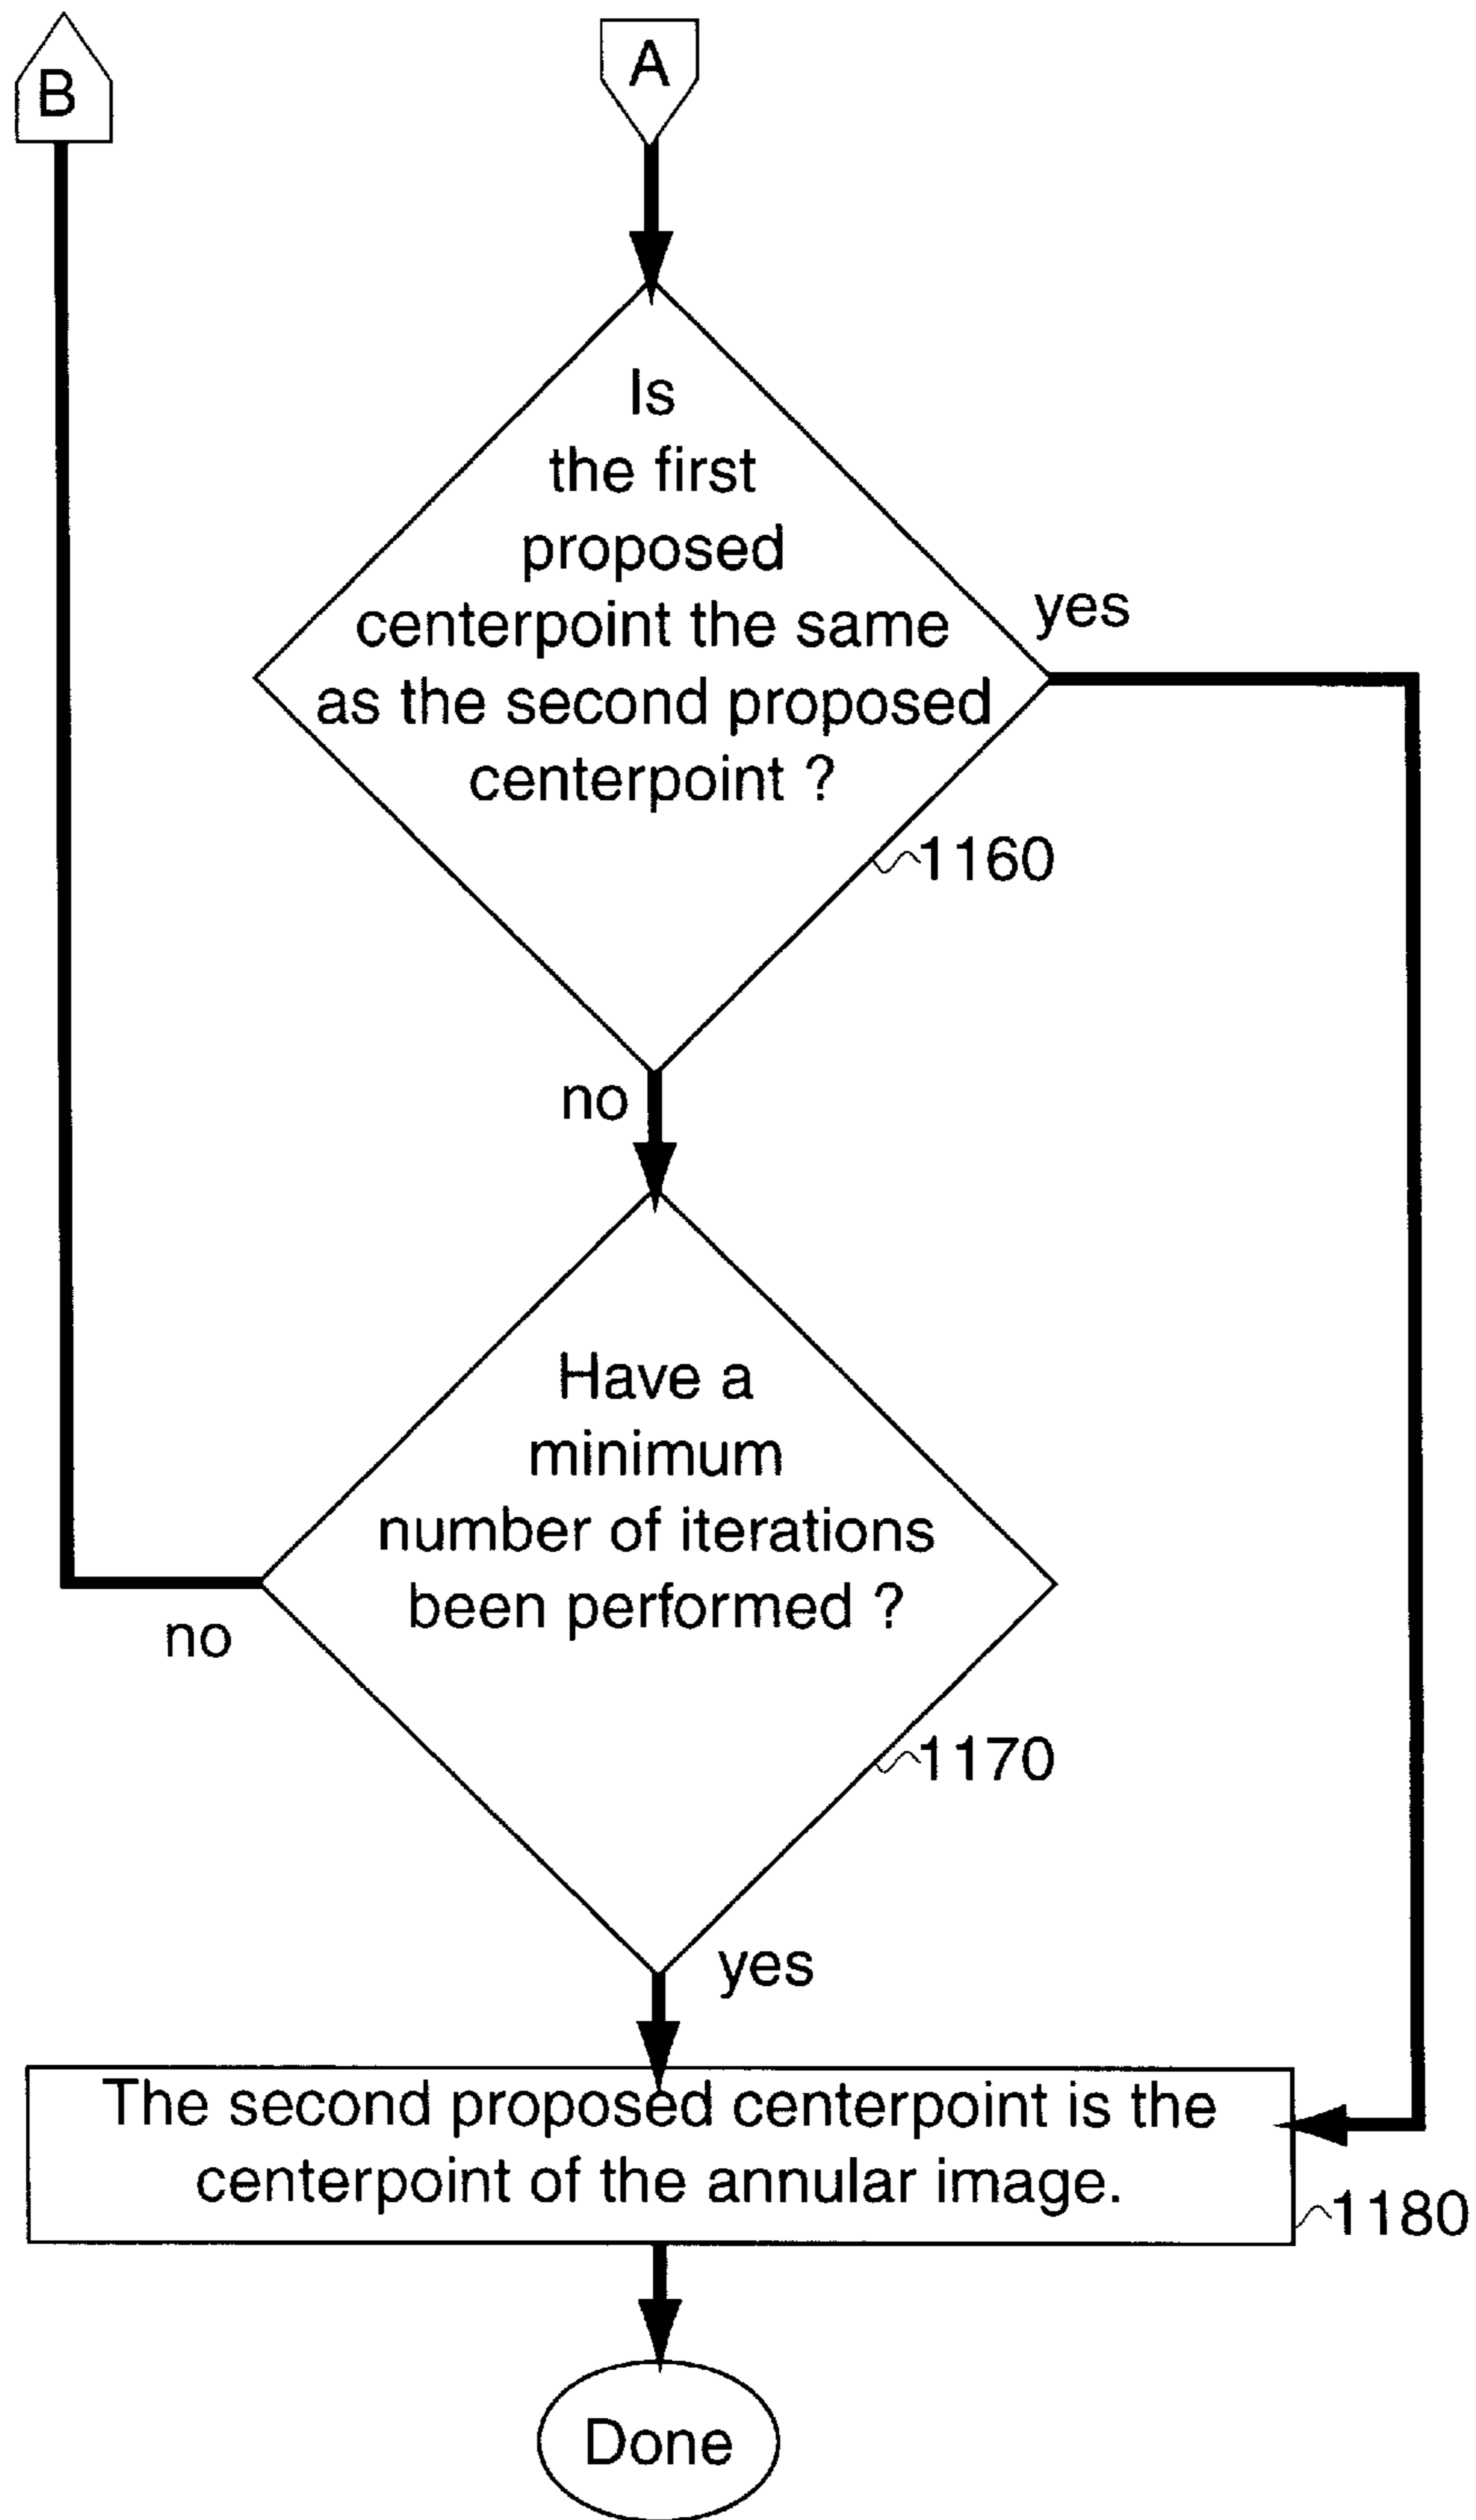 B
A
Is
the first
proposed
centerpoint the same
as the second proposed
centerpoint ?
yes
1160
no
Have a
minimum
number of iterations
been performed ?
no
1170
yes
The second proposed centerpoint is the
centerpoint of the annular image.
1180
Done